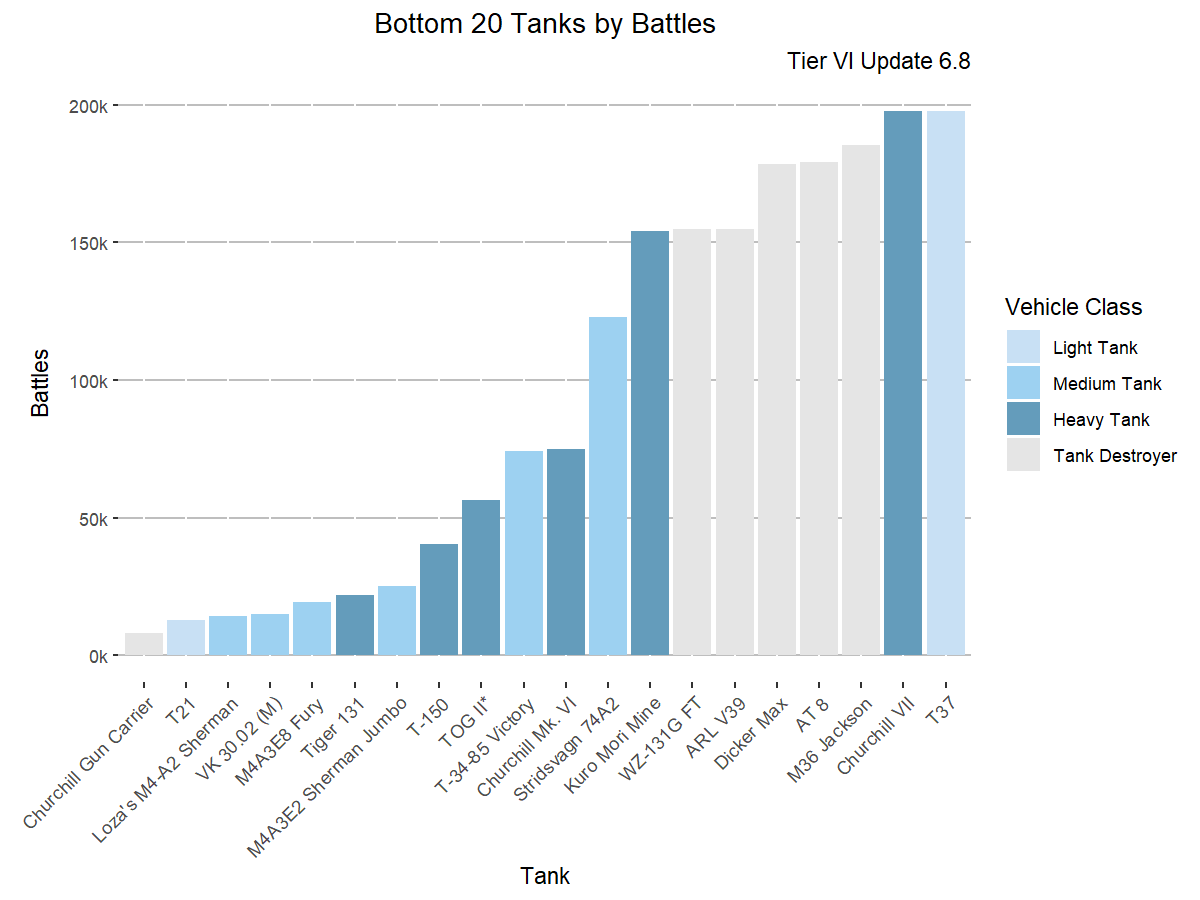 Bottom 20 Tanks by Battles
Tier VI Update 6.8
200k
150k
100k
50k
0k
Battles
Churchill Gun Carrier
T21
Loza's M4-A2 Sherman
VK 30.02 (M)
M4A3E8 Fury
Tiger 131
M4A3E2 Sherman Jumbo
T-150
TOG II*
T-34-85 Victory
Churchill Mk. VI
Stridsvagn 74A2
Kuro Mori Mine
WZ-131G FT
ARL V39
Dicker Max
AT 8
M36 Jackson
Churchill VII
T37
Tank
Vehicle Class
Light Tank
Medium Tank
Heavy Tank
Tank Destroyer